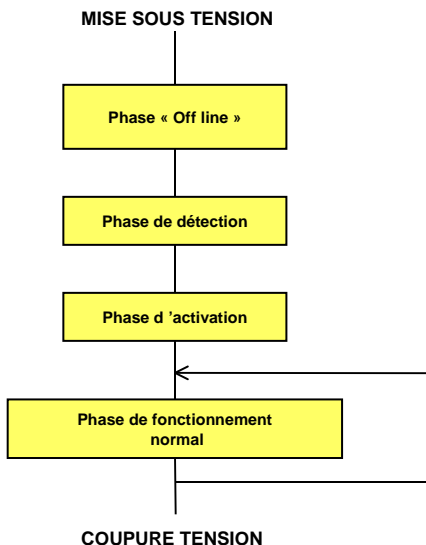 MISE SOUS TENSION
Phase « Off line »
Phase de détection
Phase d ’activation
Phase de fonctionnement
normal
COUPURE TENSION